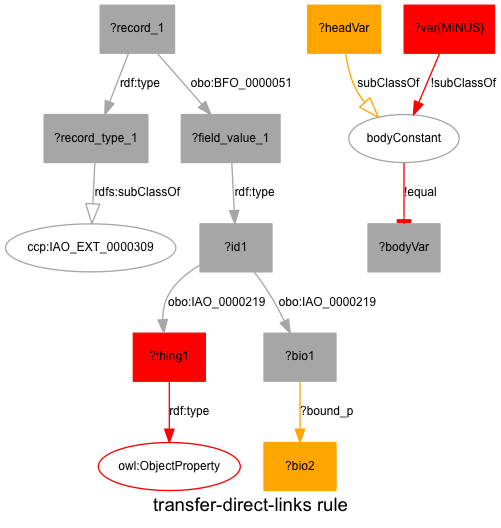 ?record_1
?headVar
?var{MINUS}
rdf:type
obo:BFO_0000051
subClassOf
!subClassOf
?record_type_1
?field_value_1
bodyConstant
rdfs:subClassOf
rdf:type
!equal
ccp:IAO_EXT_0000309
?id1
?bodyVar
obo:IAO_0000219
obo:IAO_0000219
?thing1
?bio1
rdf:type
?bound_p
owl:ObjectProperty
?bio2
transfer-direct-links rule